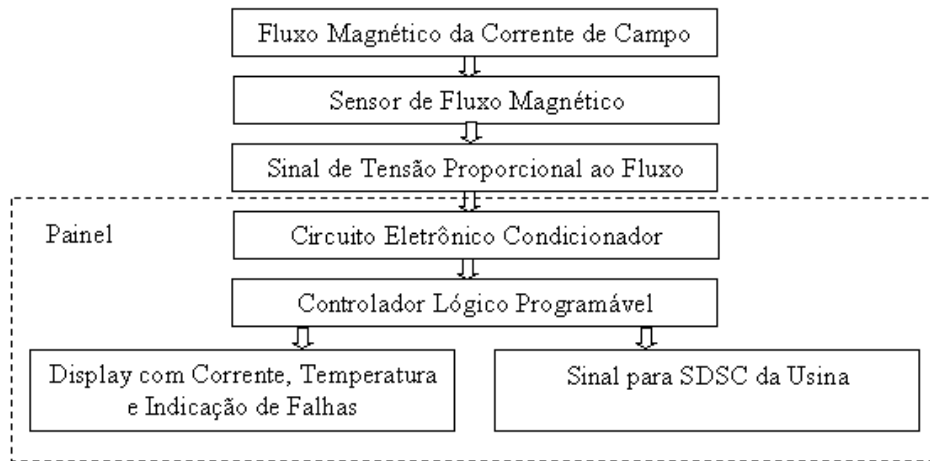 Fluxo Magnético da Corrente de Campo
Sensor de Fluxo Magnético
Sinal de Tensão Proporcional ao Fluxo
Painel
Circuito Eletrônico Condicionador
Controlador Lógico Programável
Display com Corrente, Temperatura
e Indicação de Falhas
Sinal para SDSC da Usina